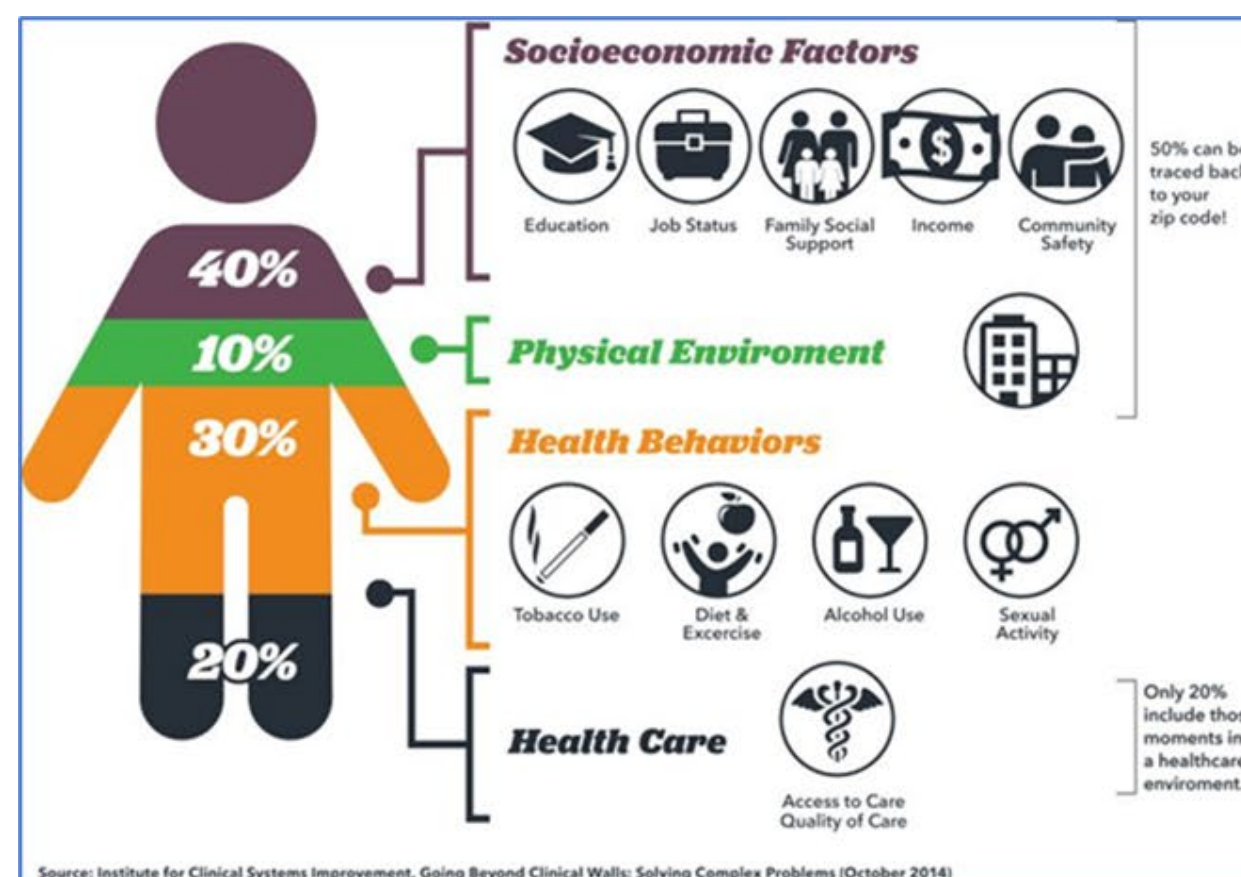 Socioeconomic Factors
Education
Job Status
Family Social
Support
Income
Community
Safety
50% can be
traced back
to your
zip code!
40%
10%
Physical Enviroment
30%
Health Behaviors
Tobacco Use
Diet &
Excercise
Alcohol Use
Sexual
Activity
20%
Health Care
Access to Care
Quality of Care
Only 20%
include thos
moments in
a healthcare
enviroment
Source: Institute for Clinical Systems Improvement, Going Beyond Clinical Walls: Solving Complex Problems (October 2014)